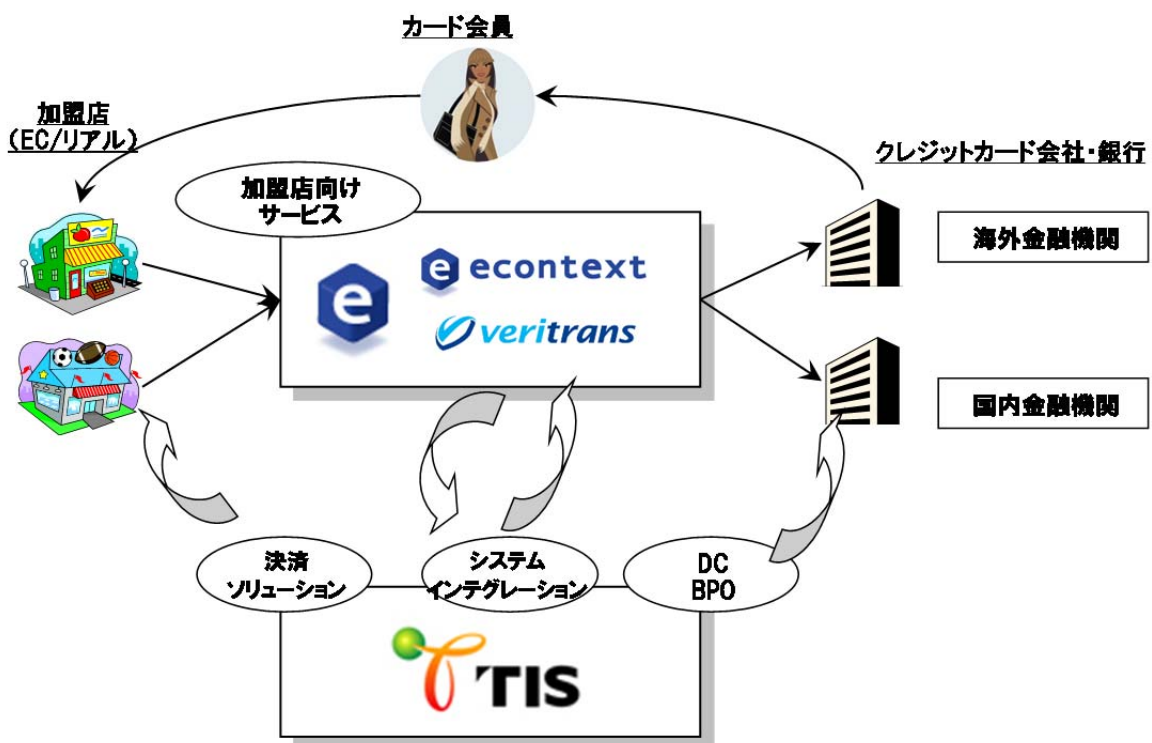 カード会員
加盟店
(EC/リアル)
クレジットカード会社・銀行
加盟店向け
サービス
e
e econtext
veritrans
海外金融機関
国内金融機関
決済
ソリューション
システム
インテグレーション
DC
BPO
TIS